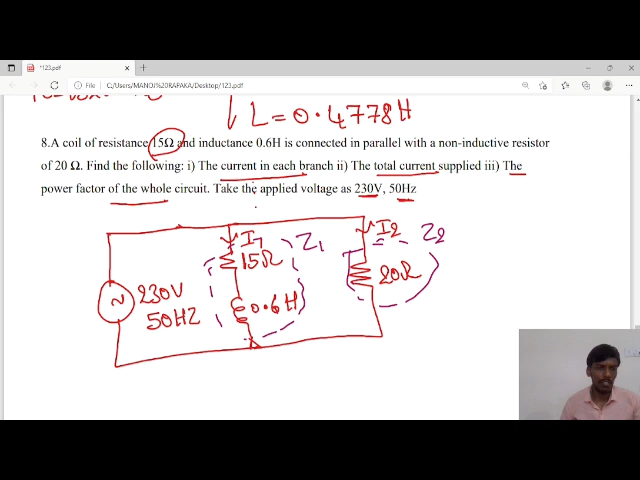 *123.pdf
File
C:/Users/MANOJ%20RAPAKA/Desktop/123.pdf
L = 0.4778H
8.A coil of resistance 15Ω and inductance 0.6H is connected in parallel with a non-inductive resistor
of 20 Ω. Find the following: i) The current in each branch ii) The total current supplied iii) The
power factor of the whole circuit. Take the applied voltage as 230V, 50Hz
I1
Z1
I2
Z2
15Ω
20Ω
230V
0.6H
50HZ